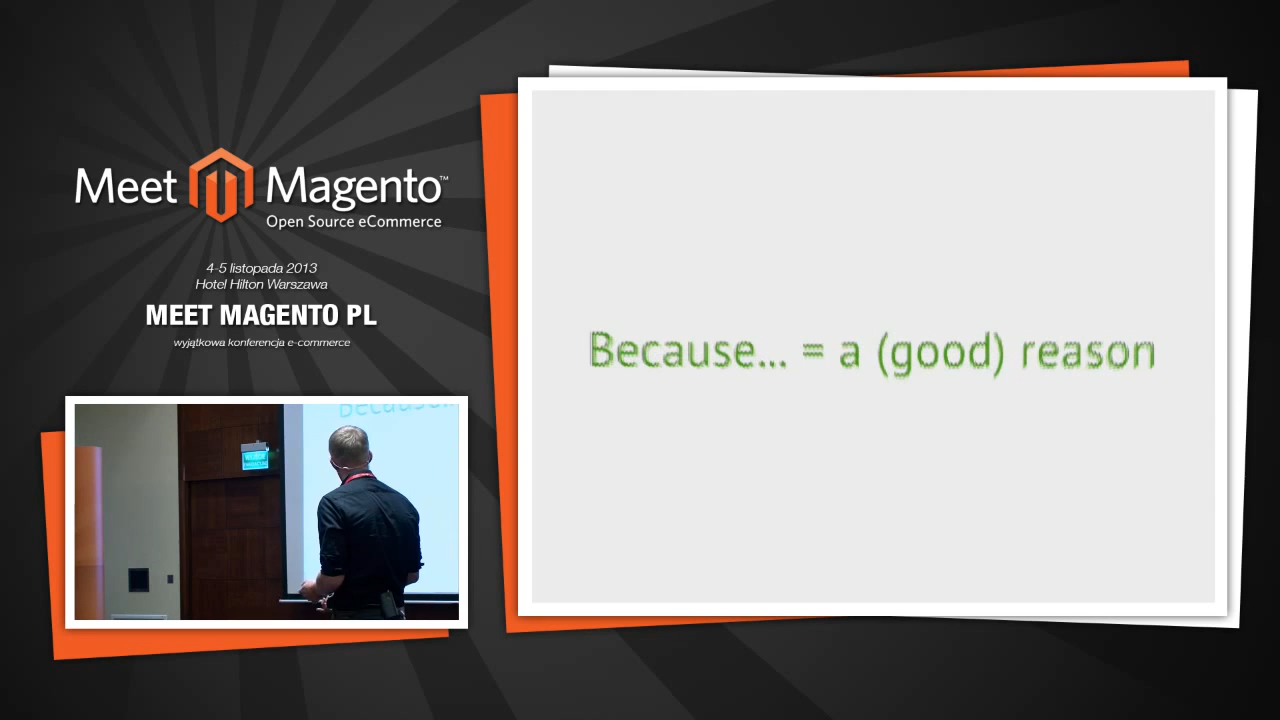 Meet Magento™
Open Source eCommerce
4-5 listopada 2013
Hotel Hilton Warszawa
MEET MAGENTO PL
wyjątkowa konferencja e-commerce
Because...
Because... = a (good) reason